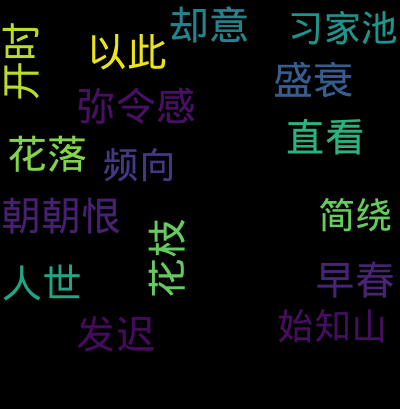 却意
习家池
开时
以此
盛衰
弥令感
直看
花落
频向
朝朝恨
简绕
花枝
人世
早春
发迟
始知山